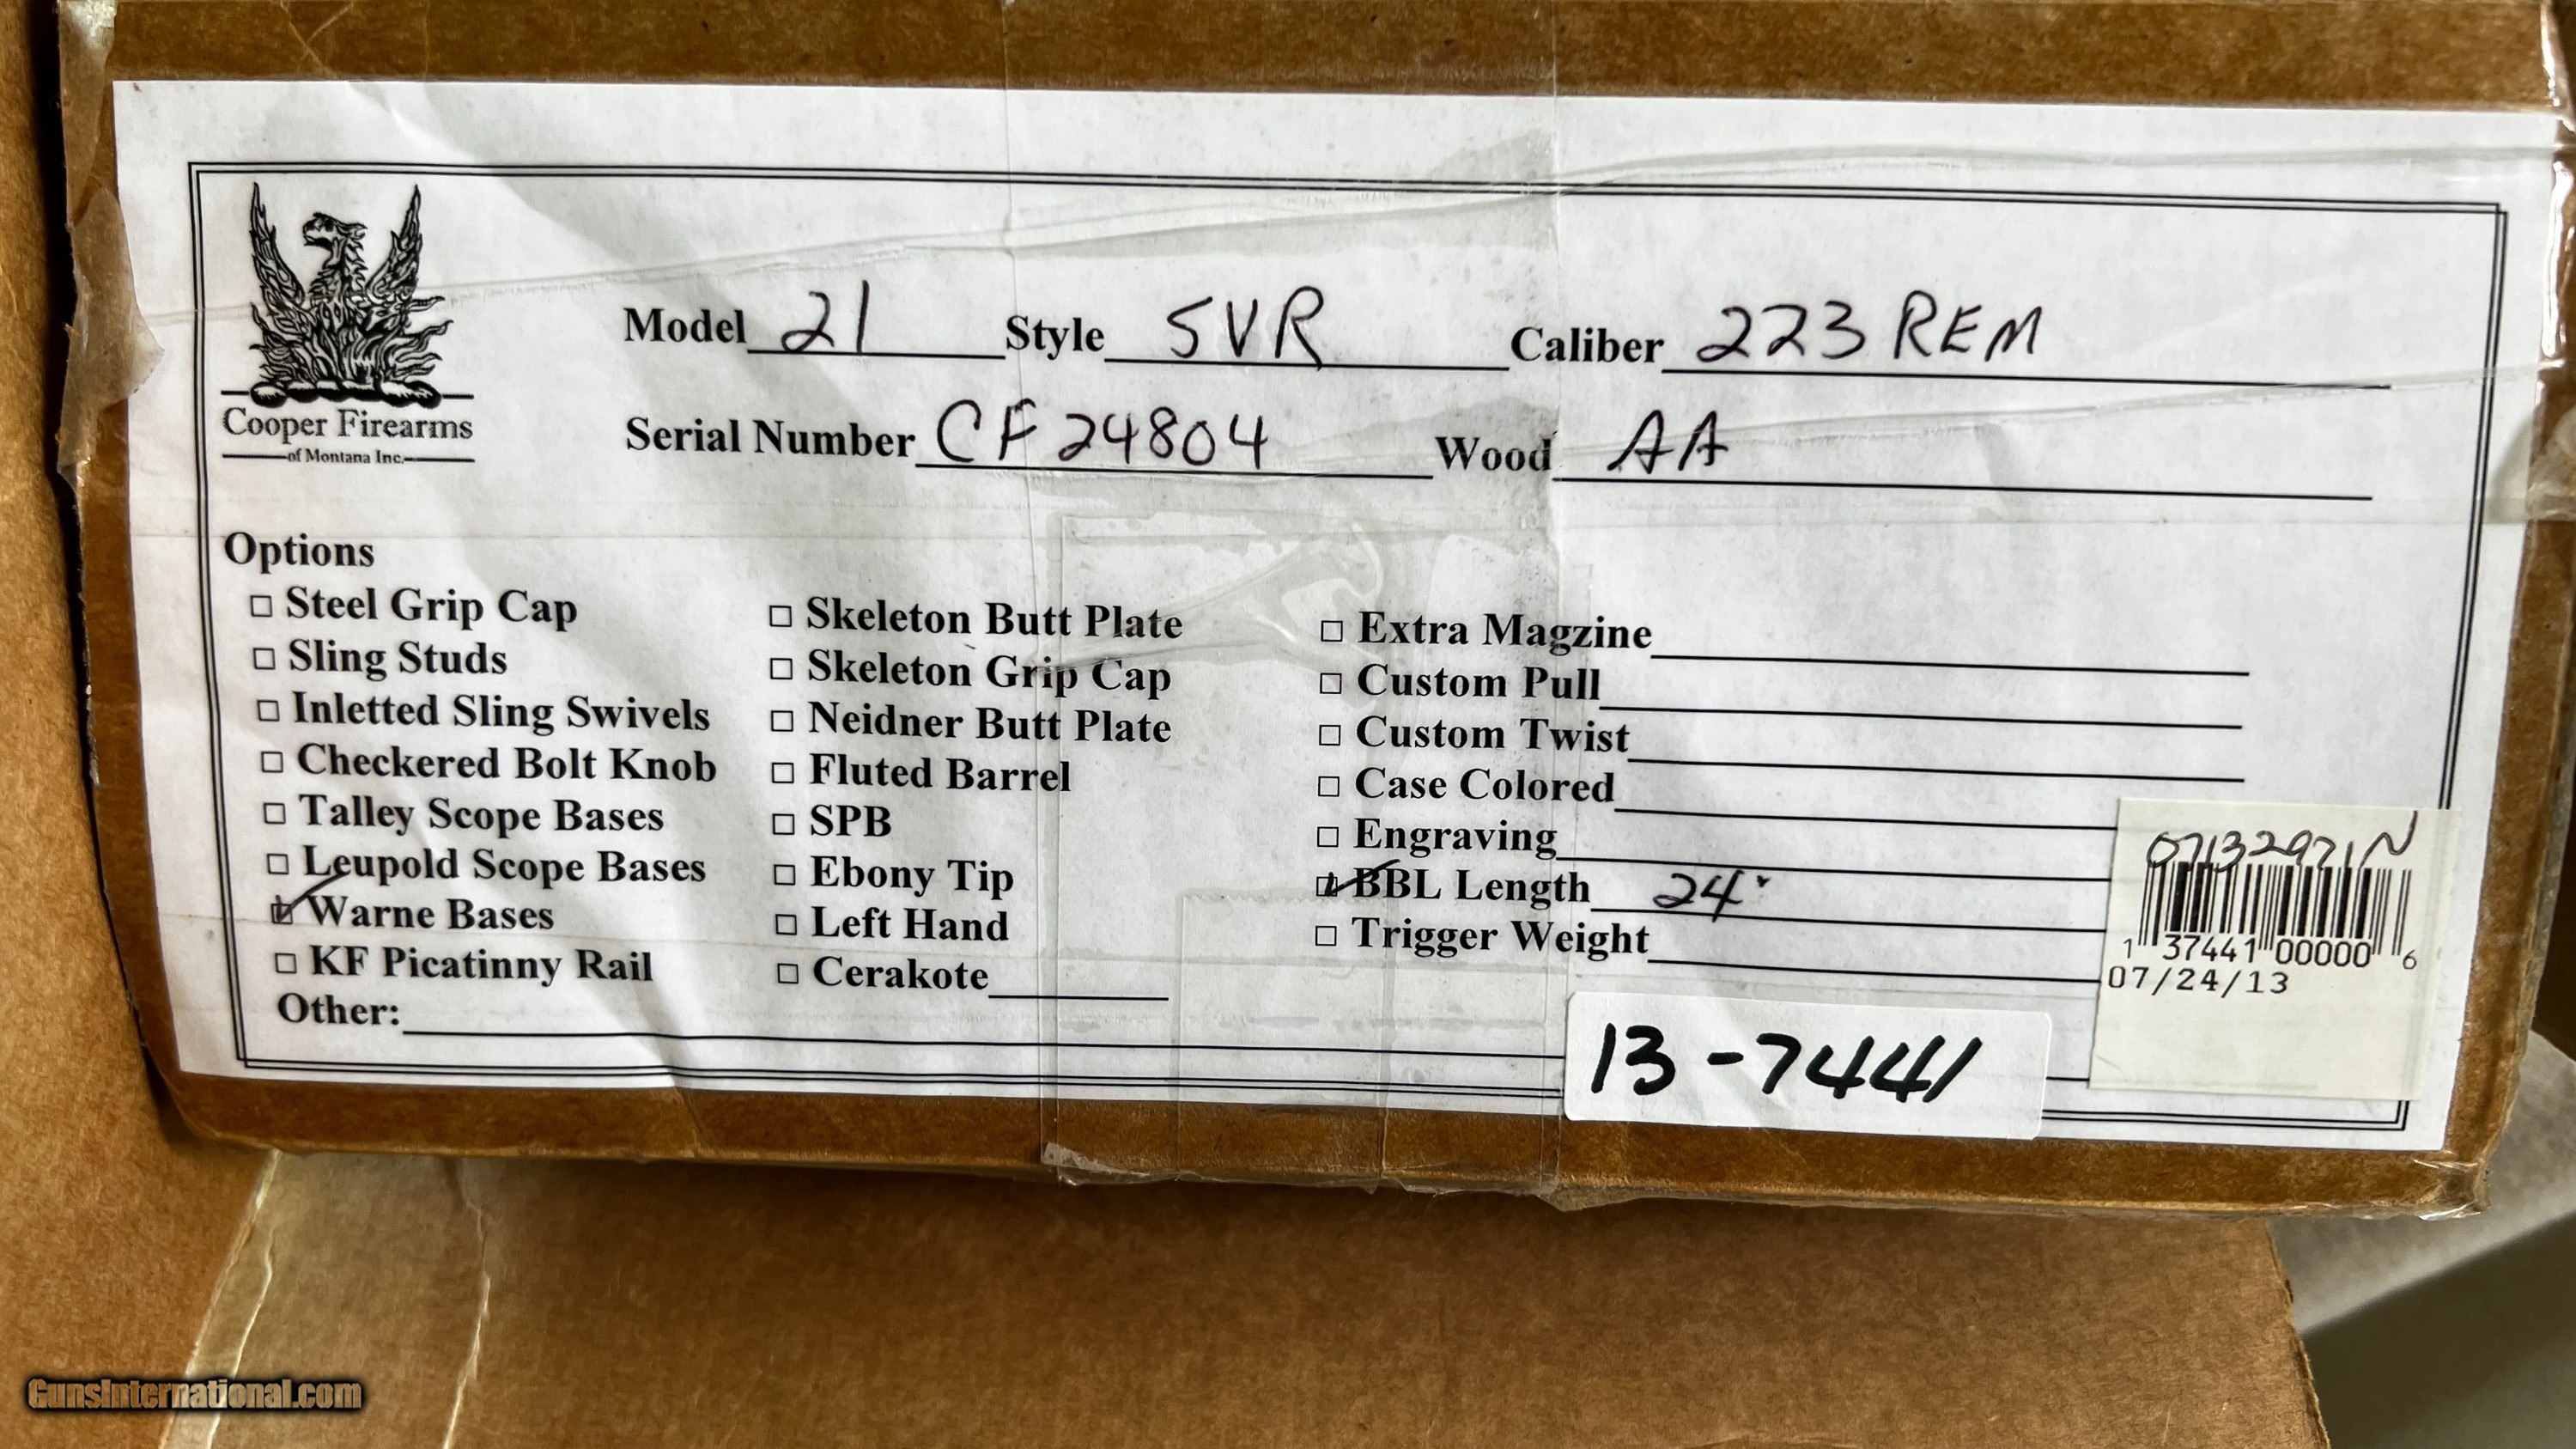 Cooper Firearms
of Montana Inc.
Model 21 Style SVR Caliber 223 REM
Serial Number CF24804 Wood AA
Options
☐ Steel Grip Cap
☐ Sling Studs
☐ Inletted Sling Swivels
☐ Checkered Bolt Knob
☐ Talley Scope Bases
☐ Leupold Scope Bases
☑ Warne Bases
☐ KF Picatinny Rail
Other:
☐ Skeleton Butt Plate
☐ Skeleton Grip Cap
☐ Neidner Butt Plate
☐ Fluted Barrel
☐ SPB
☐ Ebony Tip
☐ Left Hand
☐ Cerakote
☐ Extra Magzine
☐ Custom Pull
☐ Custom Twist
☐ Case Colored
☐ Engraving
☑ BBL Length 24"
☐ Trigger Weight
07132971N
1 37441 00000 6
07/24/13
13-7441
GunsInternational.com